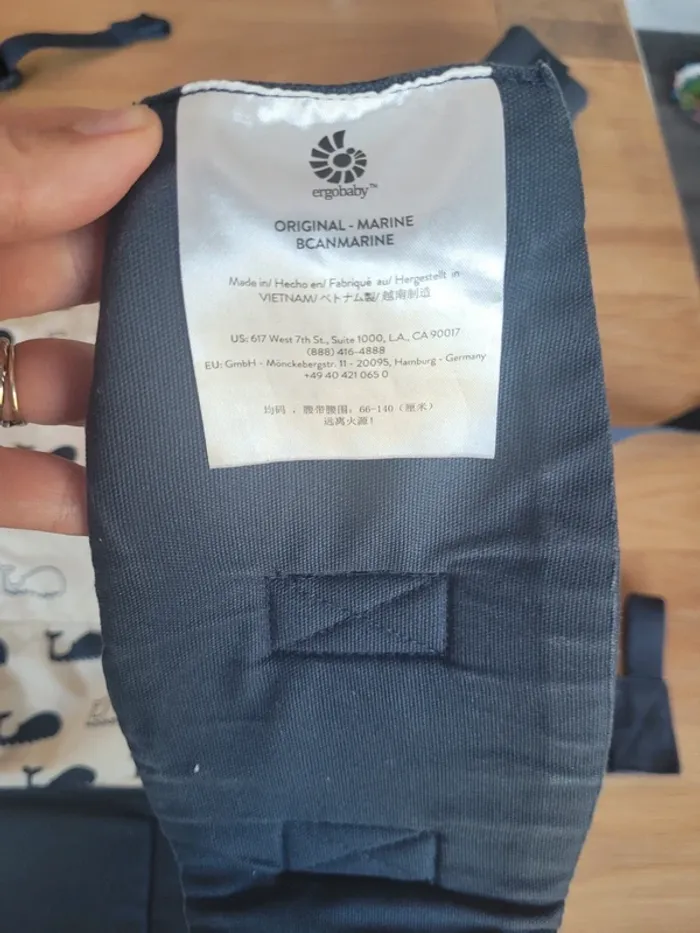 ergobaby™
ORIGINAL - MARINE
BCANMARINE
Made in/ Hecho en/ Fabriqué au/ Hergestellt in
VIETNAM/ ベトナム製/ 越南制造
US: 617 West 7th St., Suite 1000, L.A., CA 90017
(888) 416-4888
EU: GmbH - Mönckebergstr. 11 - 20095, Hamburg - Germany
+49 40 421 065 0
均码 , 腹带腰围: 66-140 (厘米)
远离火源!